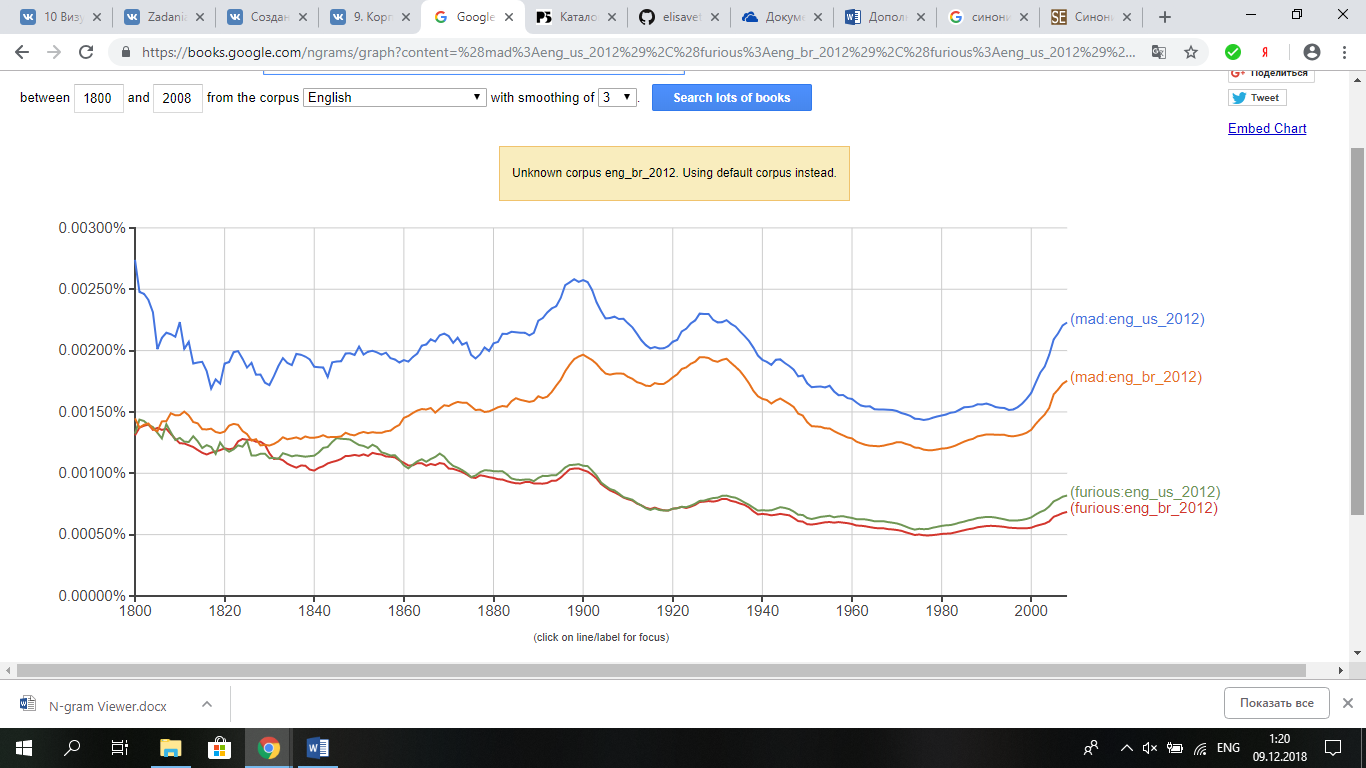 10 Визу
Zadani
Создан
9. Корп
Google
Катало
elisavet
Докуме
Допол
синони
Синони
https://books.google.com/ngrams/graph?content=%28mad%3Aeng_us_2012%29%2C%28furious%3Aeng_br_2012%29%2C%28furious%3Aeng_us_2012%29%2...
Поделиться
between 1800 and 2008 from the corpus English with smoothing of 3 . Search lots of books
Tweet
Embed Chart
Unknown corpus eng_br_2012. Using default corpus instead.
0.00300%
0.00250%
0.00200%
0.00150%
0.00100%
0.00050%
0.00000%
(mad:eng_us_2012)
(mad:eng_br_2012)
(furious:eng_us_2012)
(furious:eng_br_2012)
1800 1820 1840 1860 1880 1900 1920 1940 1960 1980 2000
(click on line/label for focus)
N-gram Viewer.docx
Показать все
ENG
1:20
09.12.2018